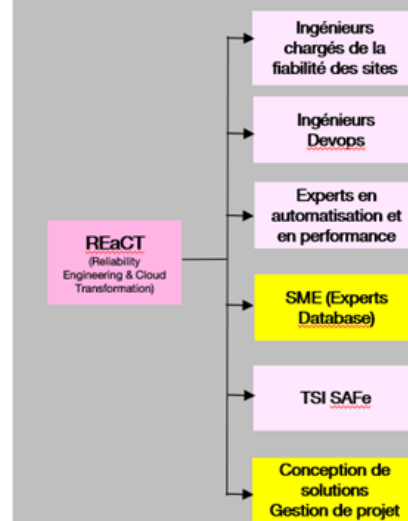 Ingénieurs
chargés de la
fiabilité des sites
Ingénieurs
Devops
Experts en
automatisation et
en performance
REaCT
(Reliability
Engineering & Cloud
Transformation)
SME (Experts
Database)
TSI SAFe
Conception de
solutions
Gestion de projet